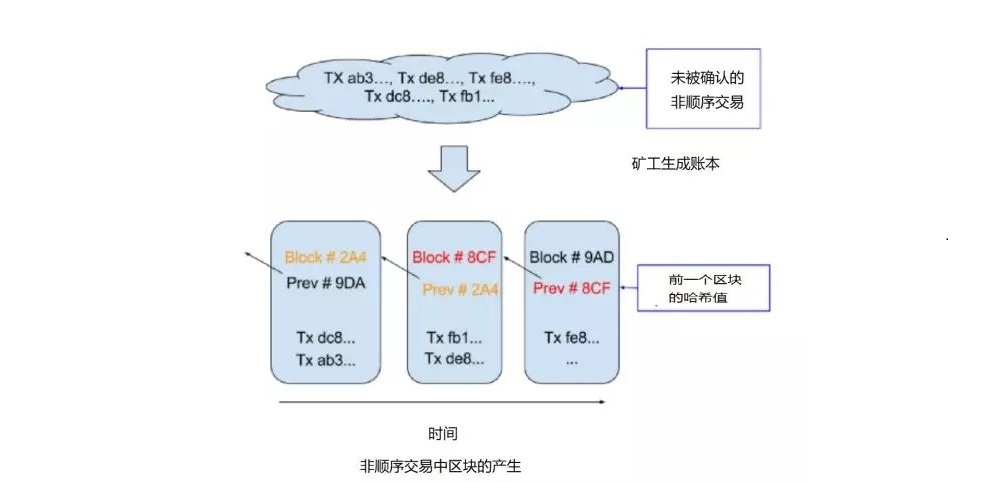 TX ab3..., Tx de8..., Tx fe8....,
Tx dc8...., Tx fb1...
未被确认的
非顺序交易
矿工生成账本
Block # 2A4
Prev # 9DA
Tx dc8...
Tx ab3...
Block # 8CF
Prev # 2A4
Tx fb1...
Tx de8...
Block # 9AD
Prev # 8CF
Tx fe8...
...
前一个区块
的哈希值
时间
非顺序交易中区块的产生